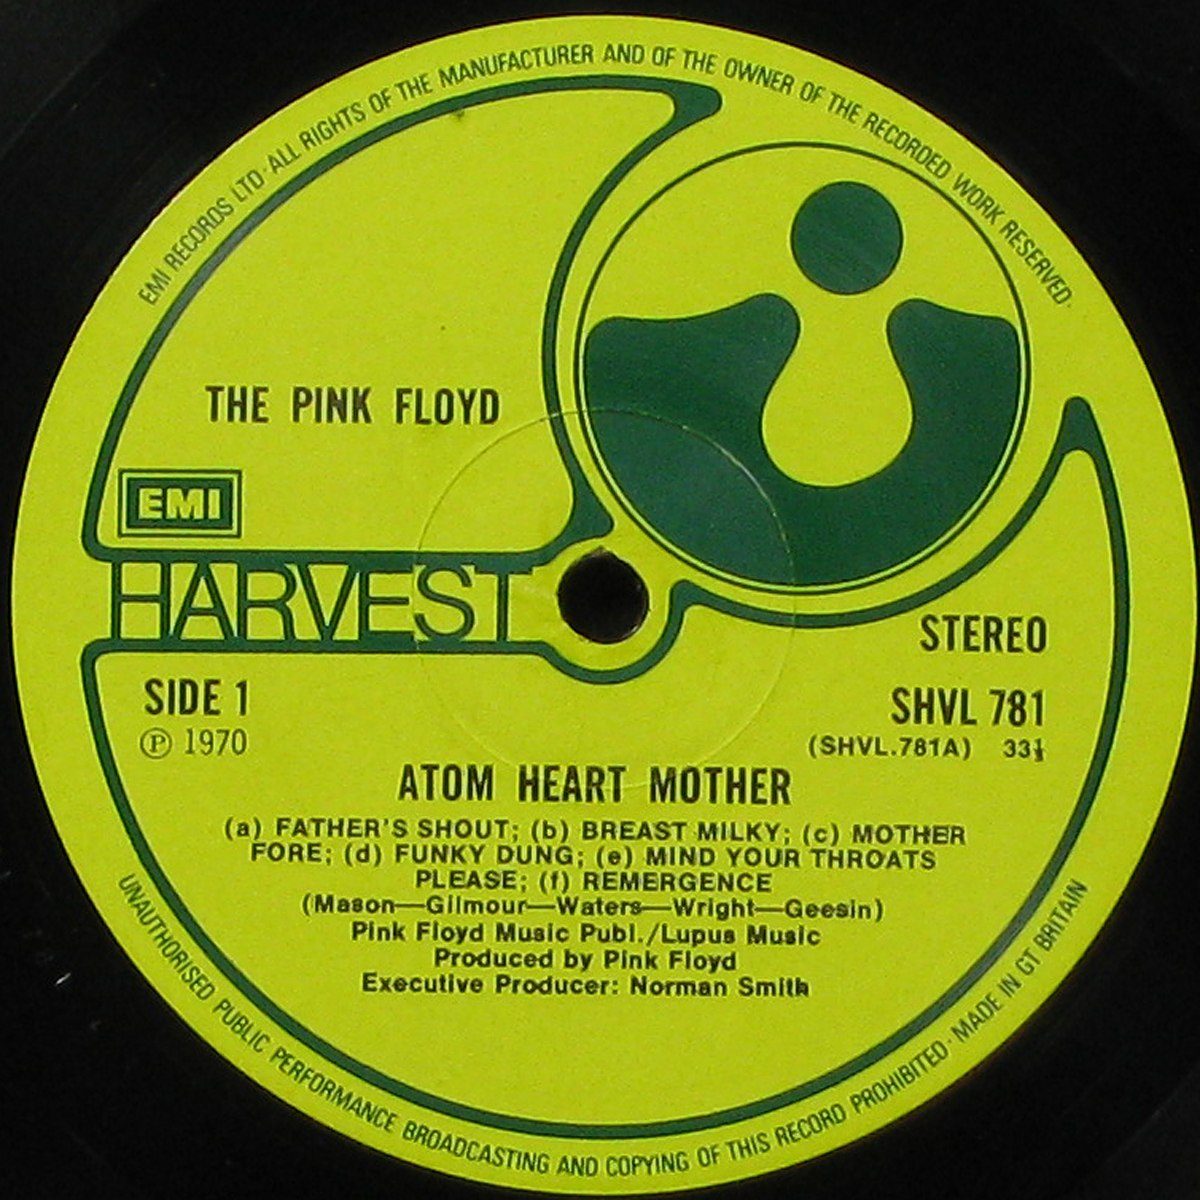 EMI RECORDS LTD · ALL RIGHTS OF THE MANUFACTURER AND OF THE OWNER OF THE RECORDED WORK RESERVED ·
THE PINK FLOYD
EMI
HARVEST
STEREO
SIDE 1
SHVL 781
Ⓟ 1970
(SHVL.781A) 33⅓
ATOM HEART MOTHER
(a) FATHER'S SHOUT; (b) BREAST MILKY; (c) MOTHER
FORE; (d) FUNKY DUNG; (e) MIND YOUR THROATS
PLEASE; (f) REMERGENCE
(Mason—Gilmour—Waters—Wright—Geesin)
Pink Floyd Music Publ./Lupus Music
Produced by Pink Floyd
Executive Producer: Norman Smith
UNAUTHORISED PUBLIC PERFORMANCE BROADCASTING AND COPYING OF THIS RECORD PROHIBITED · MADE IN GT BRITAIN